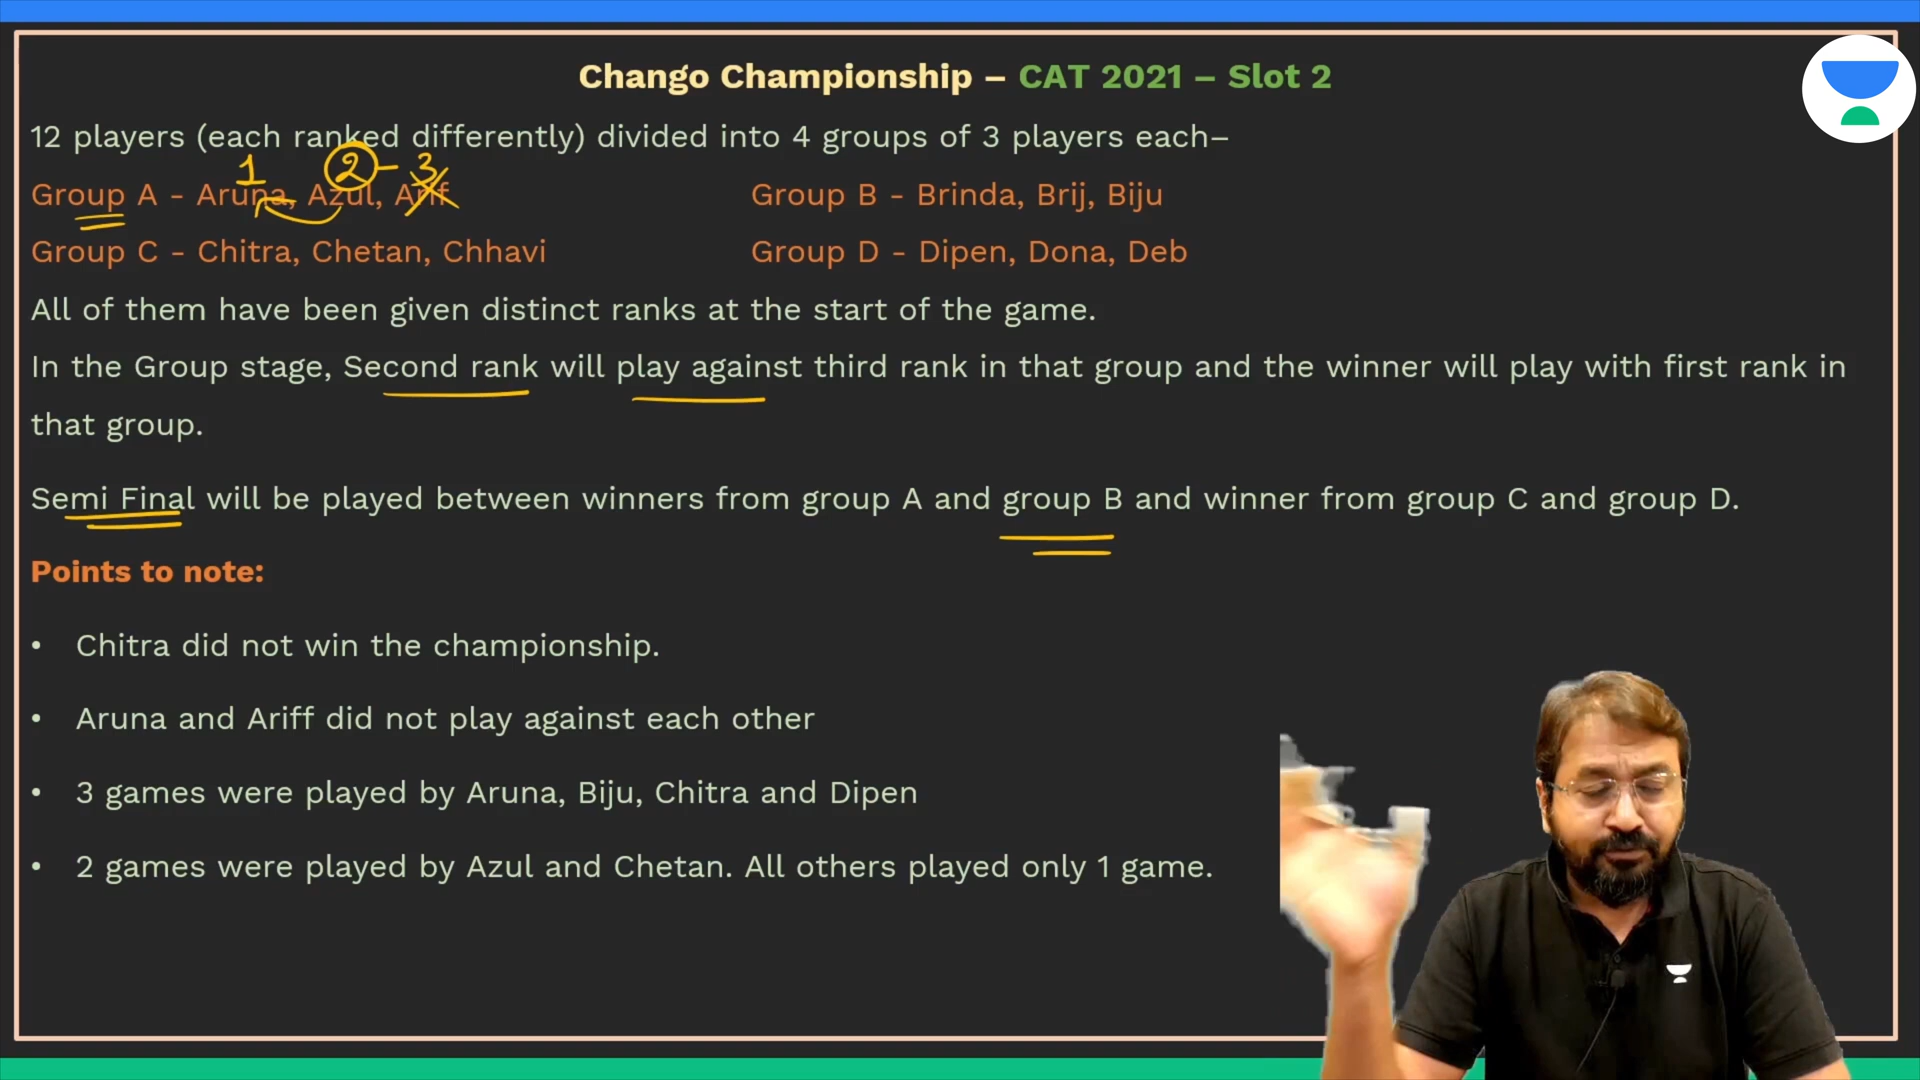 Chango Championship – CAT 2021 – Slot 2
12 players (each ranked differently) divided into 4 groups of 3 players each–
1 2 - 3
Group A - Aruna, Azul, Arif Group B - Brinda, Brij, Biju
Group C - Chitra, Chetan, Chhavi Group D - Dipen, Dona, Deb
All of them have been given distinct ranks at the start of the game.
In the Group stage, Second rank will play against third rank in that group and the winner will play with first rank in
that group.
Semi Final will be played between winners from group A and group B and winner from group C and group D.
Points to note:
• Chitra did not win the championship.
• Aruna and Ariff did not play against each other
• 3 games were played by Aruna, Biju, Chitra and Dipen
• 2 games were played by Azul and Chetan. All others played only 1 game.